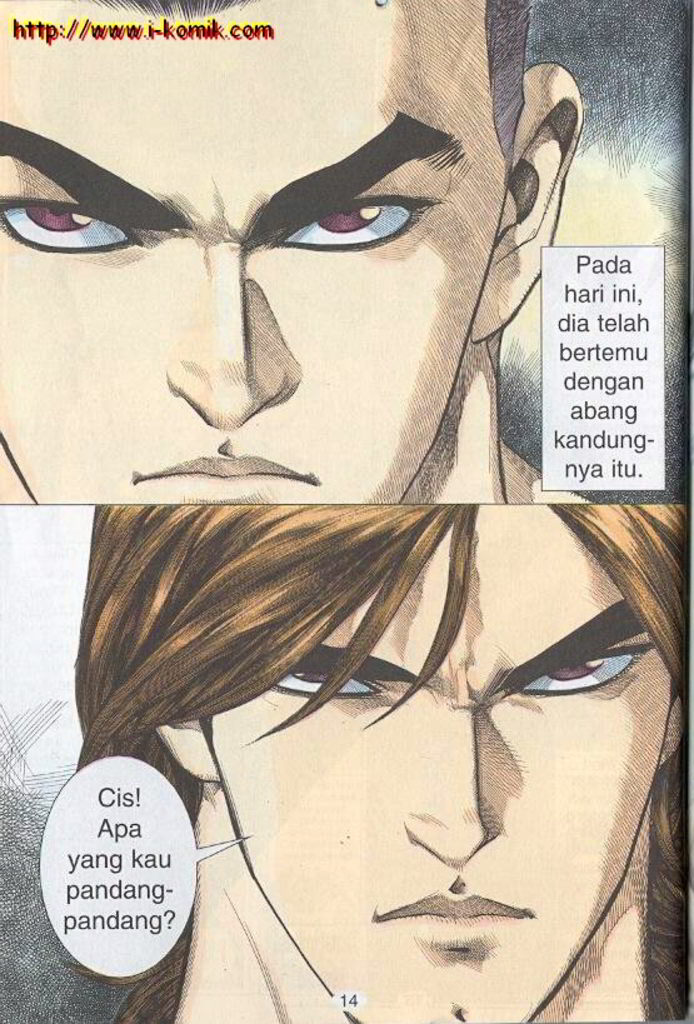 http://www.i-komik.com
Pada
hari ini,
dia telah
bertemu
dengan
abang
kandung-
nya itu.
Cis!
Apa
yang kau
pandang-
pandang?
14